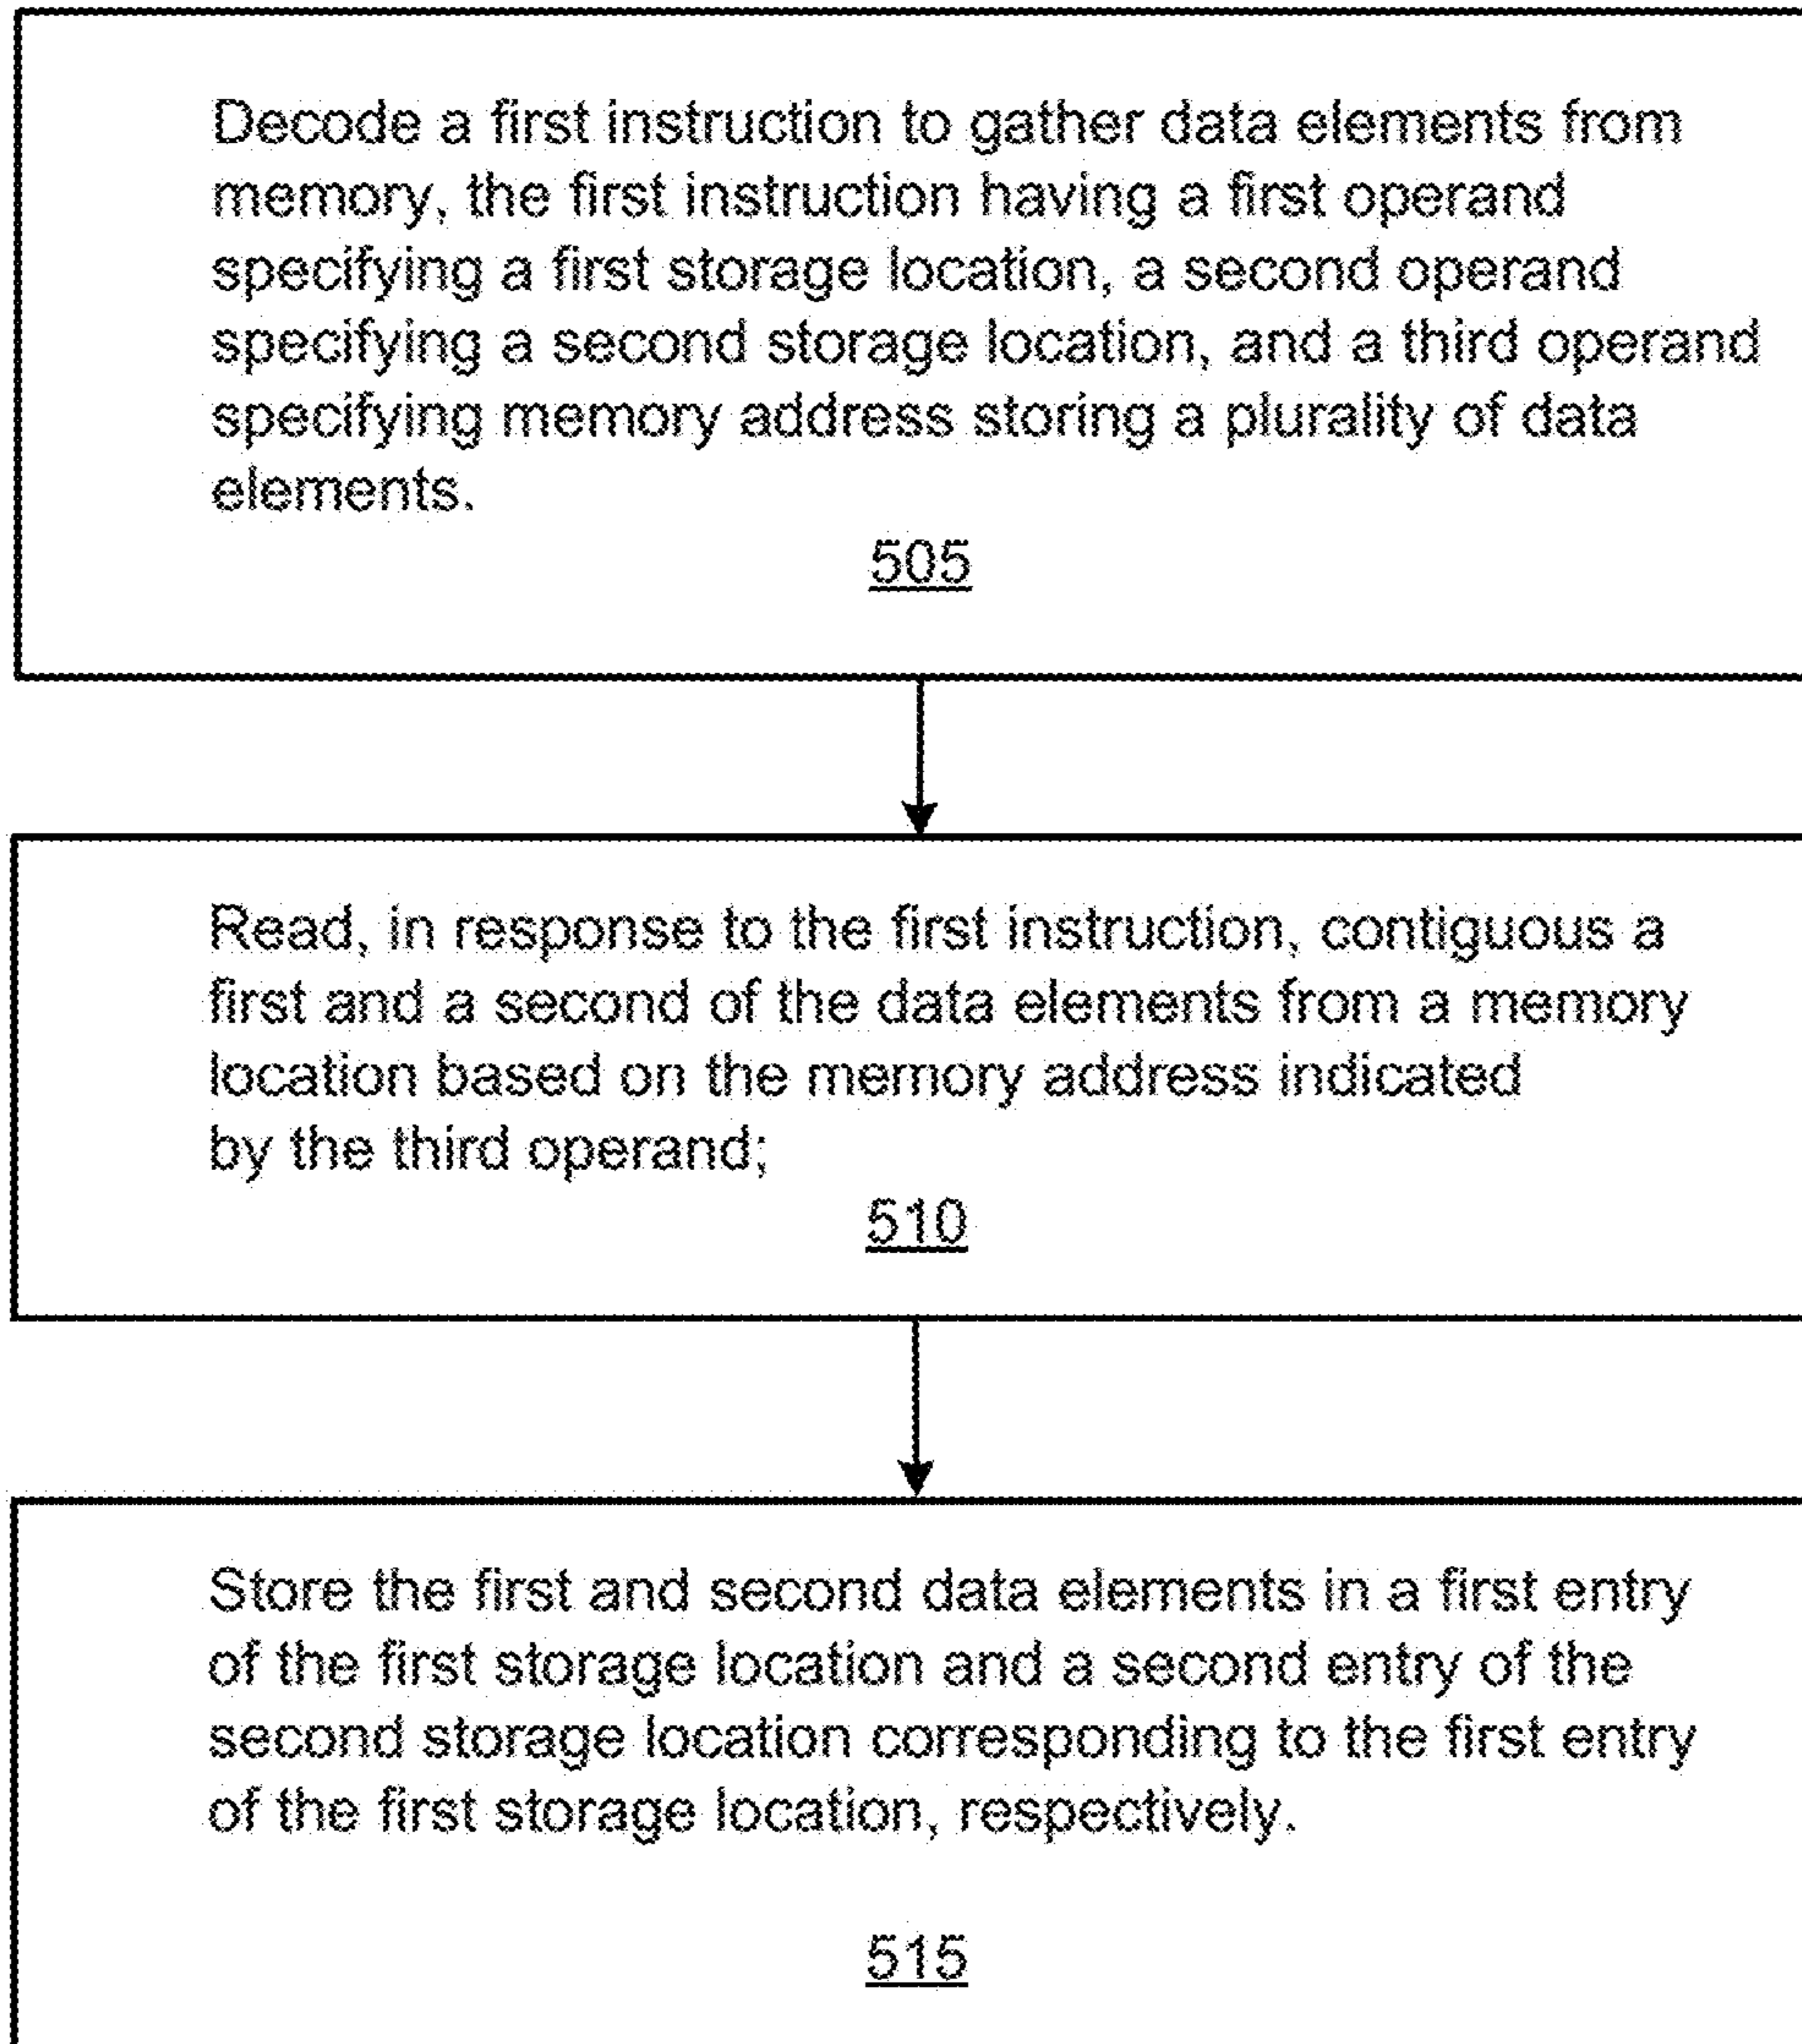 Decode a first instruction to gather data elements from
memory, the first instruction having a first operand
specifying a first storage location, a second operand
specifying a second storage location, and a third operand
specifying memory address storing a plurality of data
elements.
505
Read, in response to the first instruction, contiguous a
first and a second of the data elements from a memory
location based on the memory address indicated
by the third operand;
510
Store the first and second data elements in a first entry
of the first storage location and a second entry of the
second storage location corresponding to the first entry
of the first storage location, respectively.
515